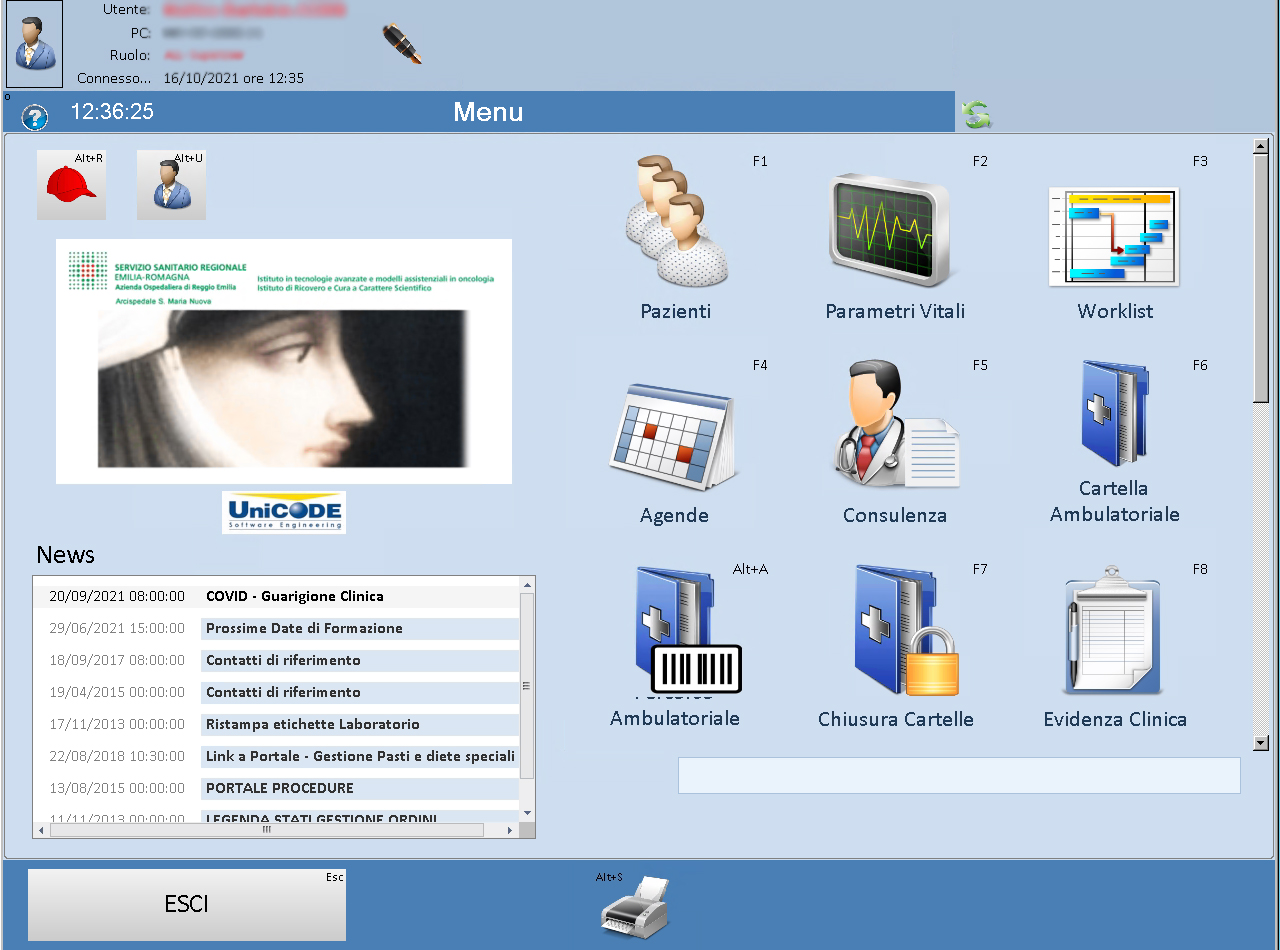 Utente:
PC:
Ruolo:
Connesso... 16/10/2021 ore 12:35
o
12:36:25
Menu
Alt+R
Alt+U
SERVIZIO SANITARIO REGIONALE
EMILIA-ROMAGNA
Azienda Ospedaliera di Reggio Emilia
Arcispedale S. Maria Nuova
Istituto in tecnologie avanzate e modelli assistenziali in oncologia
Istituto di Ricovero e Cura a Carattere Scientifico
UniCODE
Software Engineering
News
20/09/2021 08:00:00 COVID - Guarigione Clinica
29/06/2021 15:00:00 Prossime Date di Formazione
18/09/2017 08:00:00 Contatti di riferimento
19/04/2015 00:00:00 Contatti di riferimento
17/11/2013 00:00:00 Ristampa etichette Laboratorio
22/08/2018 10:30:00 Link a Portale - Gestione Pasti e diete speciali
13/08/2015 00:00:00 PORTALE PROCEDURE
11/11/2013 00:00:00 LEGENDA STATI GESTIONE ORDINI
F1
Pazienti
F2
Parametri Vitali
F3
Worklist
F4
Agende
F5
Consulenza
F6
Cartella
Ambulatoriale
Alt+A
Ambulatoriale
F7
Chiusura Cartelle
F8
Evidenza Clinica
Esc
ESCI
Alt+S